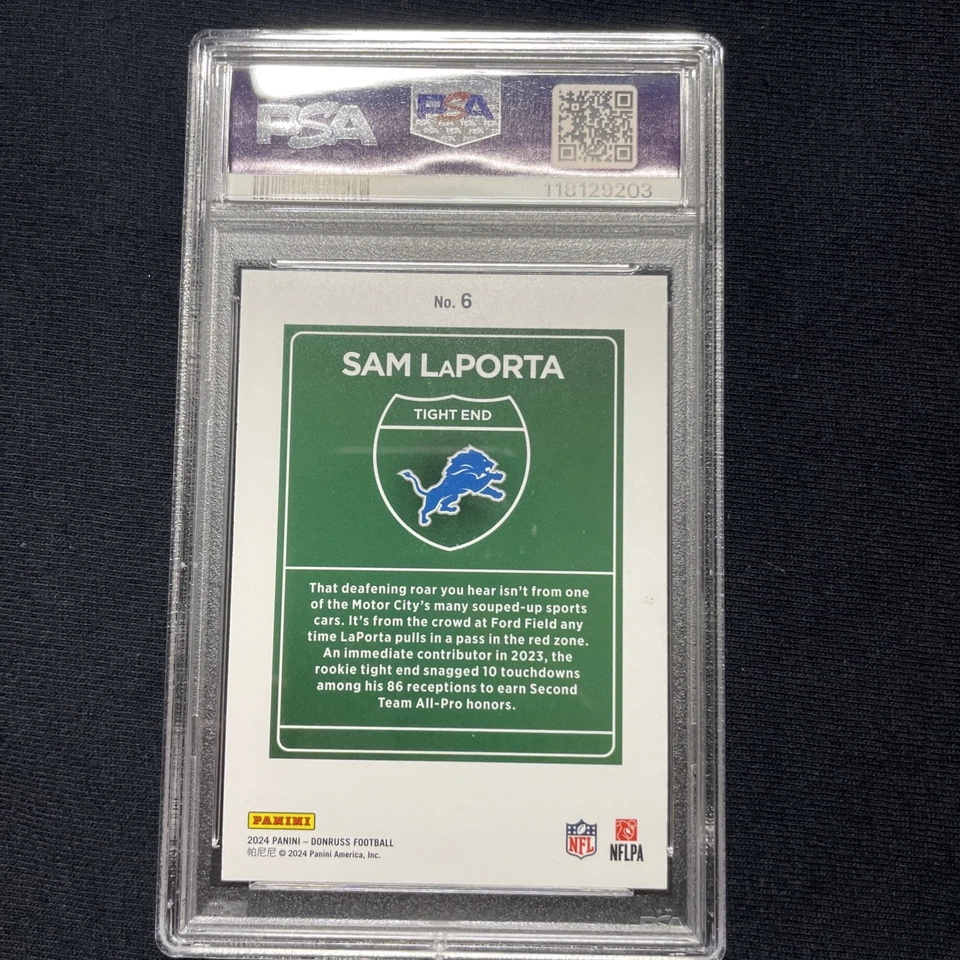 PSA
PSA
118129203
No. 6
SAM LaPORTA
TIGHT END
That deafening roar you hear isn't from one
of the Motor City's many souped-up sports
cars. It's from the crowd at Ford Field any
time LaPorta pulls in a pass in the red zone.
An immediate contributor in 2023, the
rookie tight end snagged 10 touchdowns
among his 86 receptions to earn Second
Team All-Pro honors.
PANINI
2024 PANINI – DONRUSS FOOTBALL
帕尼尼 © 2024 Panini America, Inc.
NFL
NFLPA
PSA